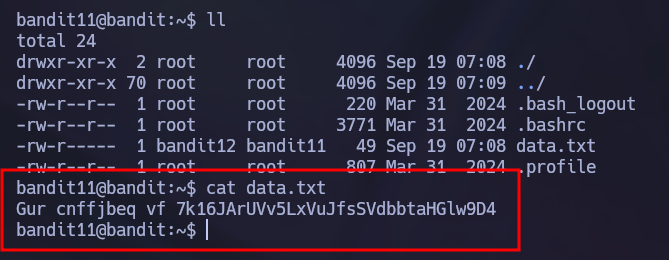 bandit11@bandit:~$ ll
total 24
drwxr-xr-x  2 root     root     4096 Sep 19 07:08 ./
drwxr-xr-x 70 root     root     4096 Sep 19 07:09 ../
-rw-r--r--  1 root     root      220 Mar 31  2024 .bash_logout
-rw-r--r--  1 root     root     3771 Mar 31  2024 .bashrc
-rw-r-----  1 bandit12 bandit11   49 Sep 19 07:08 data.txt
-rw-r--r--  1 root     root      807 Mar 31  2024 .profile
bandit11@bandit:~$ cat data.txt
Gur cnffjbeq vf 7k16JArUVv5LxVuJfsSVdbbtaHGlw9D4
bandit11@bandit:~$